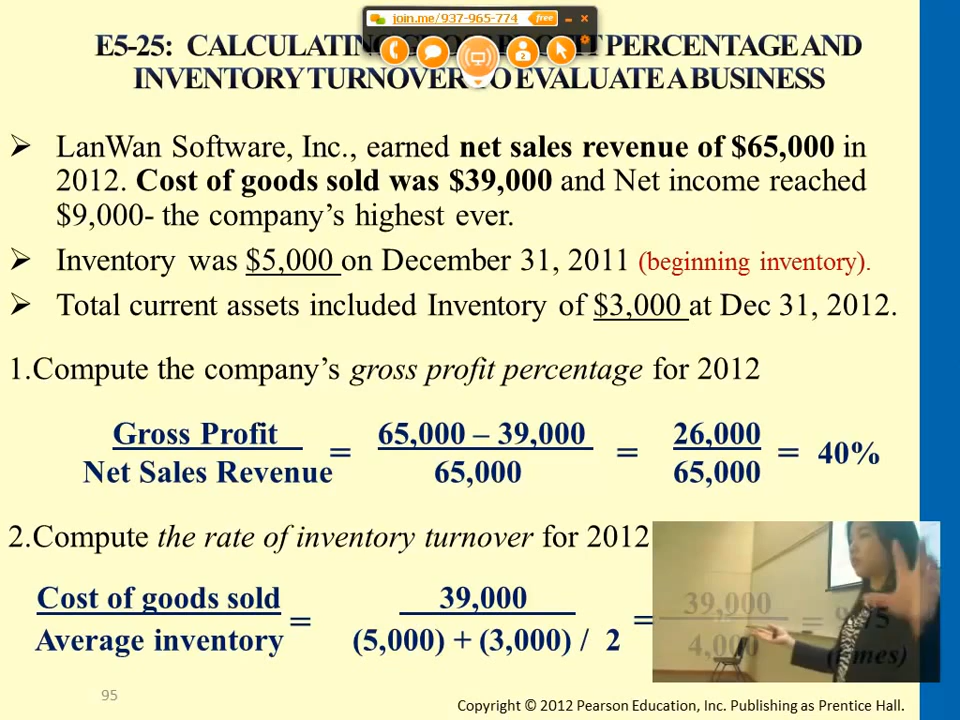 join.me/937-965-774 free
E5-25: CALCULATING PERCENTAGE AND
INVENTORY TURNOVER TO EVALUATE A BUSINESS
➢ LanWan Software, Inc., earned net sales revenue of $65,000 in
2012. Cost of goods sold was $39,000 and Net income reached
$9,000- the company’s highest ever.
➢ Inventory was $5,000 on December 31, 2011 (beginning inventory).
➢ Total current assets included Inventory of $3,000 at Dec 31, 2012.
1.Compute the company’s gross profit percentage for 2012
Gross Profit = 65,000 – 39,000 = 26,000 = 40%
Net Sales Revenue 65,000 65,000
2.Compute the rate of inventory turnover for 2012
Cost of goods sold = 39,000 = 39,000 =
Average inventory (5,000) + (3,000) / 2 4,000
95
Copyright © 2012 Pearson Education, Inc. Publishing as Prentice Hall.